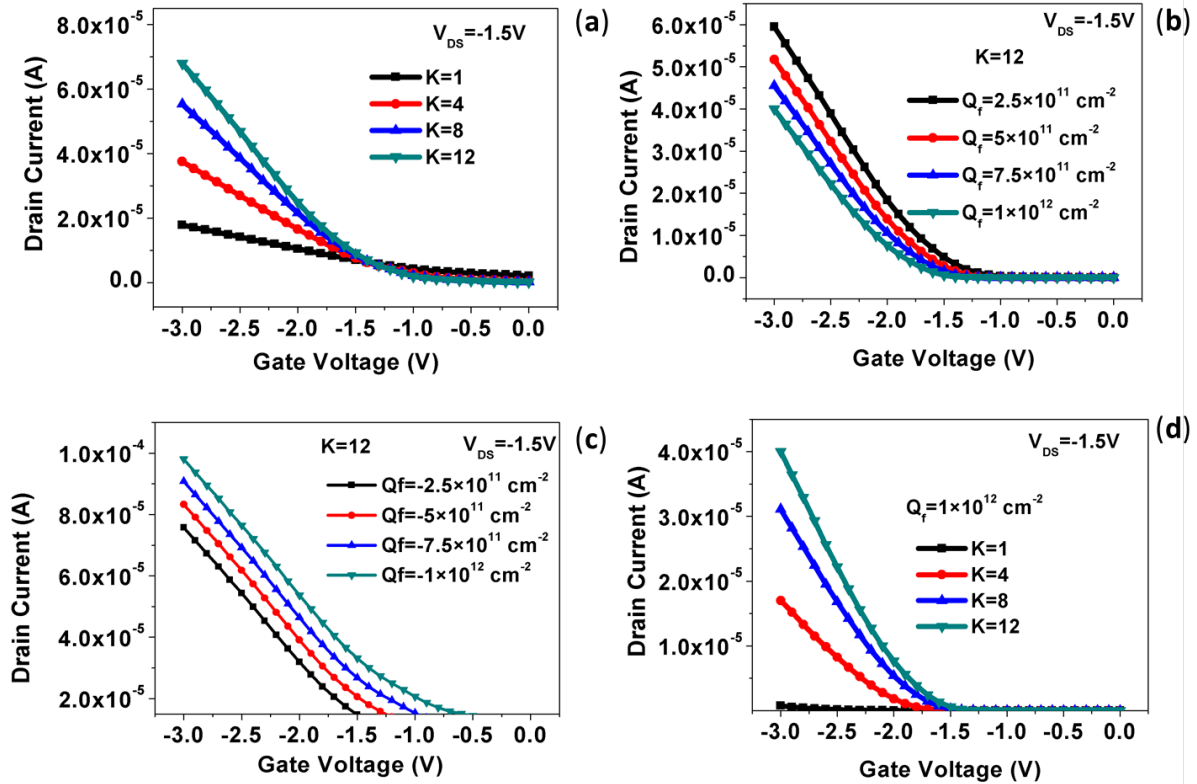 (a)
V_DS=-1.5V
K=1
K=4
K=8
K=12
8.0x10⁻⁵
6.0x10⁻⁵
4.0x10⁻⁵
2.0x10⁻⁵
0.0
Drain Current (A)
-3.0 -2.5 -2.0 -1.5 -1.0 -0.5 0.0
Gate Voltage (V)
(b)
V_DS=-1.5V
K=12
Q_f=2.5×10¹¹ cm⁻²
Q_f=5×10¹¹ cm⁻²
Q_f=7.5×10¹¹ cm⁻²
Q_f=1×10¹² cm⁻²
6.0x10⁻⁵
5.0x10⁻⁵
4.0x10⁻⁵
3.0x10⁻⁵
2.0x10⁻⁵
1.0x10⁻⁵
0.0
Drain Current (A)
-3.0 -2.5 -2.0 -1.5 -1.0 -0.5 0.0
Gate Voltage (V)
(c)
K=12 V_DS=-1.5V
Qf=-2.5×10¹¹ cm⁻²
Qf=-5×10¹¹ cm⁻²
Qf=-7.5×10¹¹ cm⁻²
Qf=-1×10¹² cm⁻²
1.0x10⁻⁴
8.0x10⁻⁵
6.0x10⁻⁵
4.0x10⁻⁵
2.0x10⁻⁵
Drain Current (A)
-3.0 -2.5 -2.0 -1.5 -1.0 -0.5 0.0
Gate Voltage (V)
(d)
V_DS=-1.5V
Q_f=1×10¹² cm⁻²
K=1
K=4
K=8
K=12
4.0x10⁻⁵
3.0x10⁻⁵
2.0x10⁻⁵
1.0x10⁻⁵
Drain Current (A)
-3.0 -2.5 -2.0 -1.5 -1.0 -0.5 0.0
Gate Voltage (V)